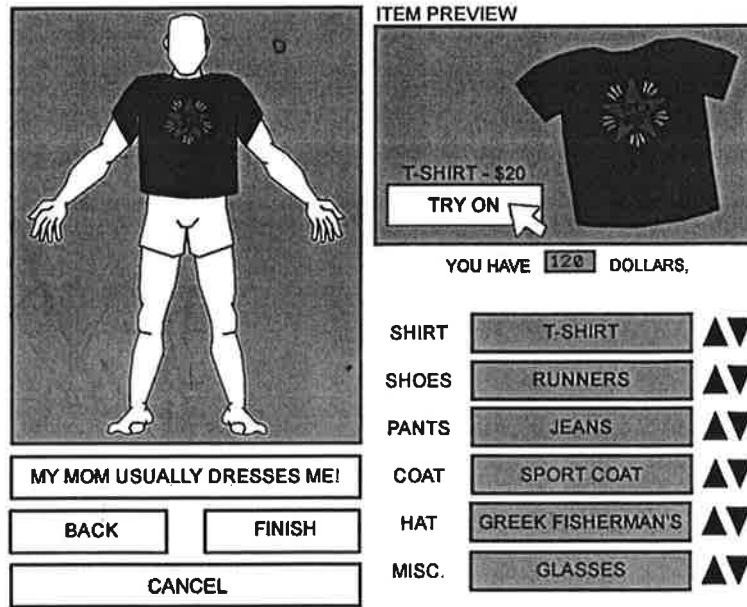 ITEM PREVIEW
T-SHIRT - $20
TRY ON
YOU HAVE 120 DOLLARS,
SHIRT T-SHIRT
SHOES RUNNERS
PANTS JEANS
COAT SPORT COAT
HAT GREEK FISHERMAN'S
MISC. GLASSES
MY MOM USUALLY DRESSES ME!
BACK FINISH
CANCEL